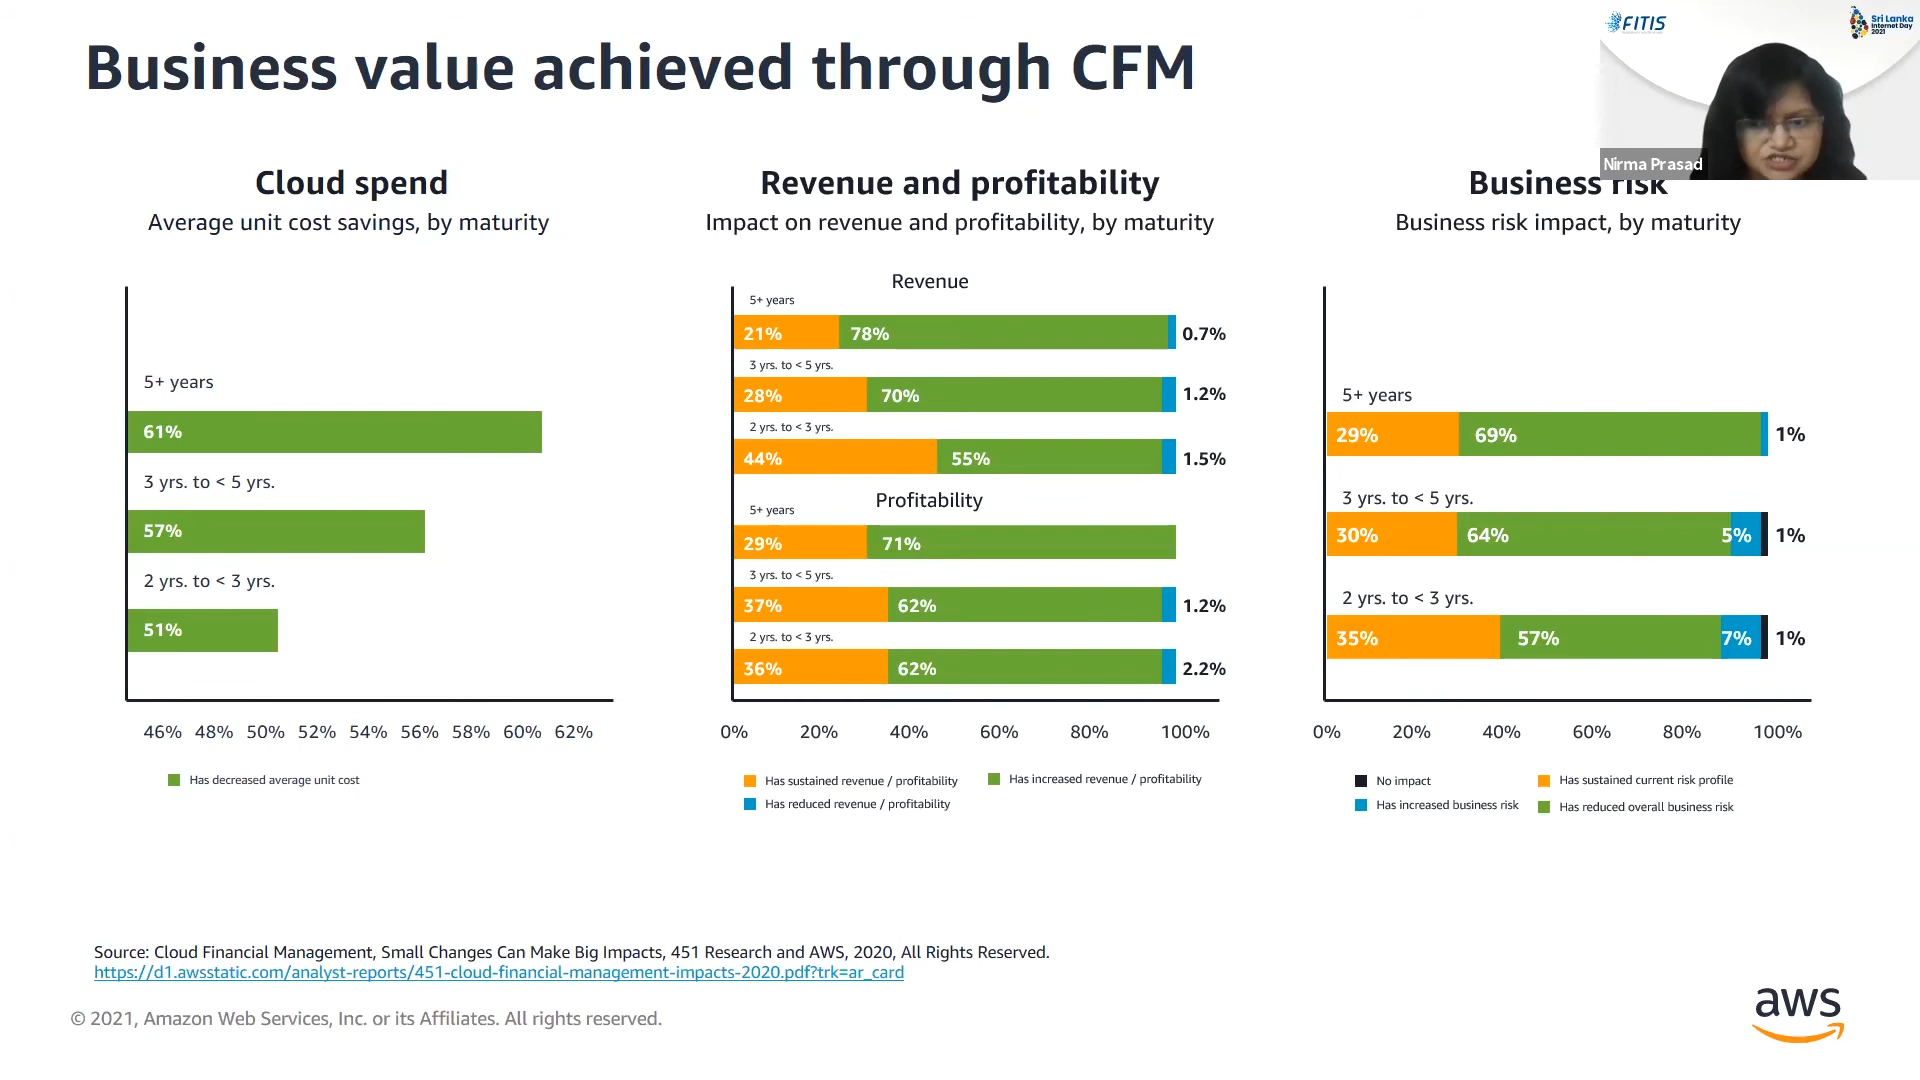 FITIS
Sri Lanka
Internet Day
2021
Business value achieved through CFM
Nirma Prasad
Cloud spend
Average unit cost savings, by maturity
5+ years
61%
3 yrs. to < 5 yrs.
57%
2 yrs. to < 3 yrs.
51%
46% 48% 50% 52% 54% 56% 58% 60% 62%
Has decreased average unit cost
Revenue and profitability
Impact on revenue and profitability, by maturity
Revenue
5+ years
21% 78% 0.7%
3 yrs. to < 5 yrs.
28% 70% 1.2%
2 yrs. to < 3 yrs.
44% 55% 1.5%
Profitability
5+ years
29% 71%
3 yrs. to < 5 yrs.
37% 62% 1.2%
2 yrs. to < 3 yrs.
36% 62% 2.2%
0% 20% 40% 60% 80% 100%
Has sustained revenue / profitability
Has increased revenue / profitability
Has reduced revenue / profitability
Business risk
Business risk impact, by maturity
5+ years
29% 69% 1%
3 yrs. to < 5 yrs.
30% 64% 5% 1%
2 yrs. to < 3 yrs.
35% 57% 7% 1%
0% 20% 40% 60% 80% 100%
No impact
Has sustained current risk profile
Has increased business risk
Has reduced overall business risk
Source: Cloud Financial Management, Small Changes Can Make Big Impacts, 451 Research and AWS, 2020, All Rights Reserved.
https://d1.awsstatic.com/analyst-reports/451-cloud-financial-management-impacts-2020.pdf?trk=ar_card
© 2021, Amazon Web Services, Inc. or its Affiliates. All rights reserved.
aws